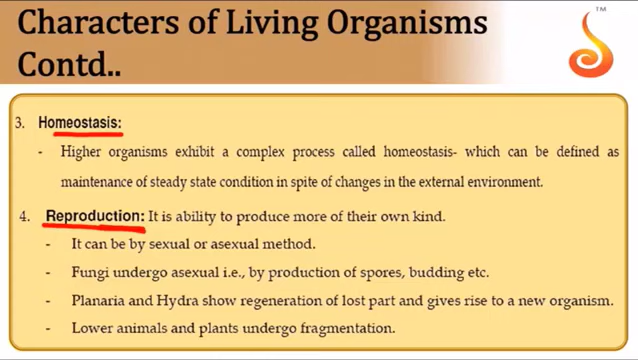 Characters of Living Organisms
Contd..
TM
3. Homeostasis:
- Higher organisms exhibit a complex process called homeostasis- which can be defined as
maintenance of steady state condition in spite of changes in the external environment.
4. Reproduction: It is ability to produce more of their own kind.
- It can be by sexual or asexual method.
- Fungi undergo asexual i.e., by production of spores, budding etc.
- Planaria and Hydra show regeneration of lost part and gives rise to a new organism.
- Lower animals and plants undergo fragmentation.